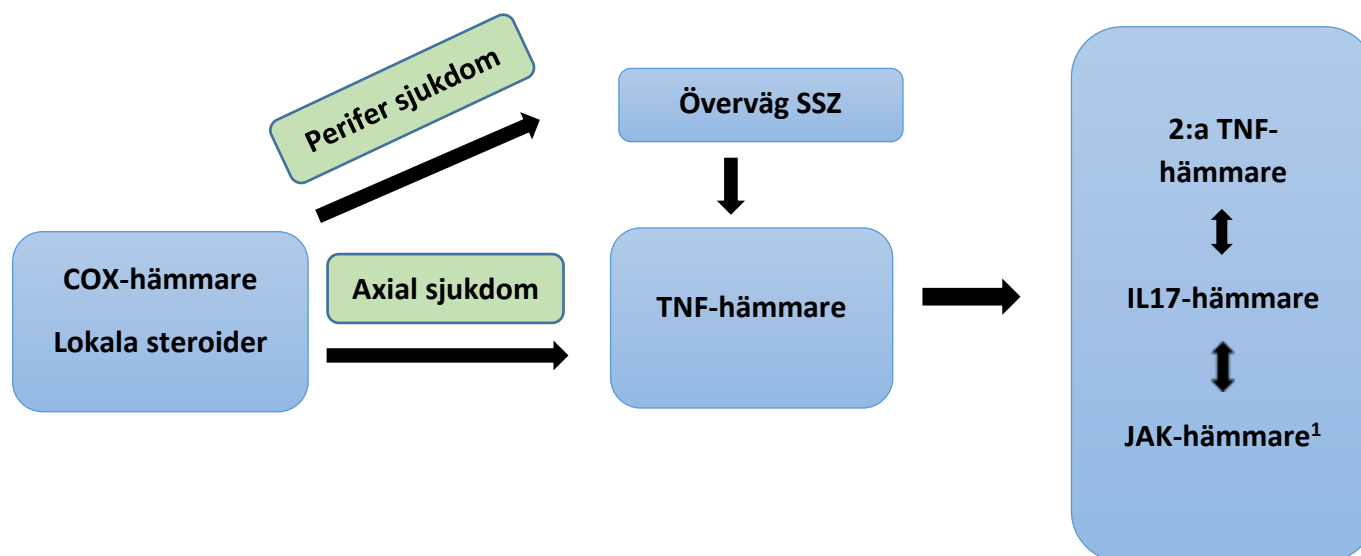 Perifer sjukdom
Överväg SSZ
COX-hämmare
Lokala steroider
Axial sjukdom
TNF-hämmare
2:a TNF-
hämmare
IL17-hämmare
JAK-hämmare¹